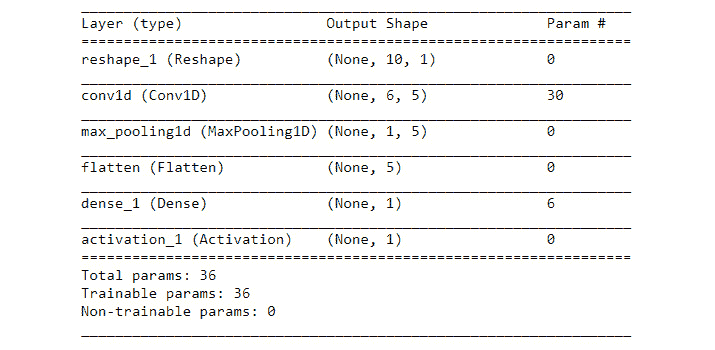 Layer (type) Output Shape Param #
=================================================================
reshape_1 (Reshape) (None, 10, 1) 0
conv1d (Conv1D) (None, 6, 5) 30
max_pooling1d (MaxPooling1D) (None, 1, 5) 0
flatten (Flatten) (None, 5) 0
dense_1 (Dense) (None, 1) 6
activation_1 (Activation) (None, 1) 0
=================================================================
Total params: 36
Trainable params: 36
Non-trainable params: 0